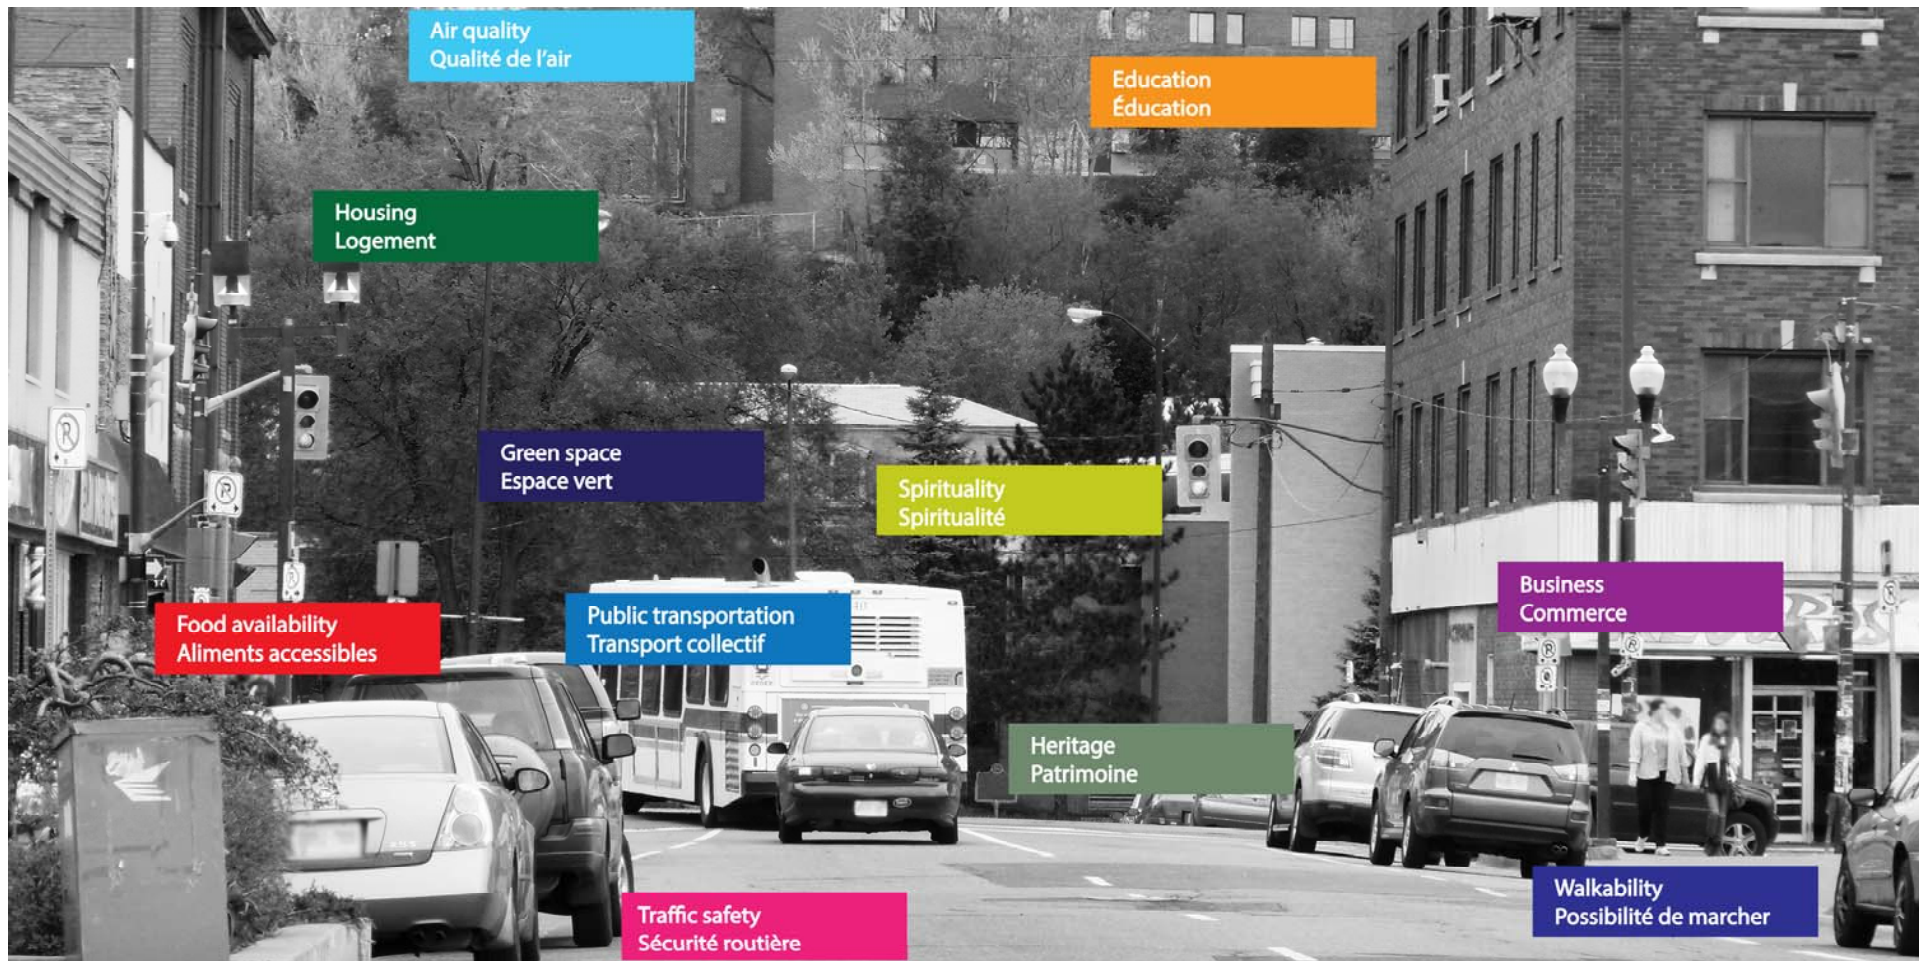 Air quality
Qualité de l'air
Education
Éducation
Housing
Logement
Green space
Espace vert
Spirituality
Spiritualité
Business
Commerce
Food availability
Aliments accessibles
Public transportation
Transport collectif
Heritage
Patrimoine
Walkability
Possibilité de marcher
Traffic safety
Sécurité routière